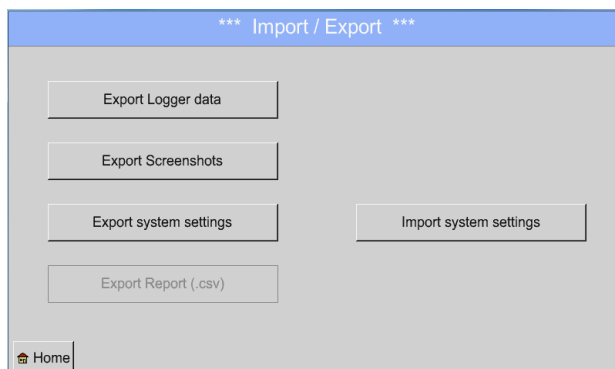 *** Import / Export ***
Export Logger data
Export Screenshots
Export system settings
Import system settings
Export Report (.csv)
Home